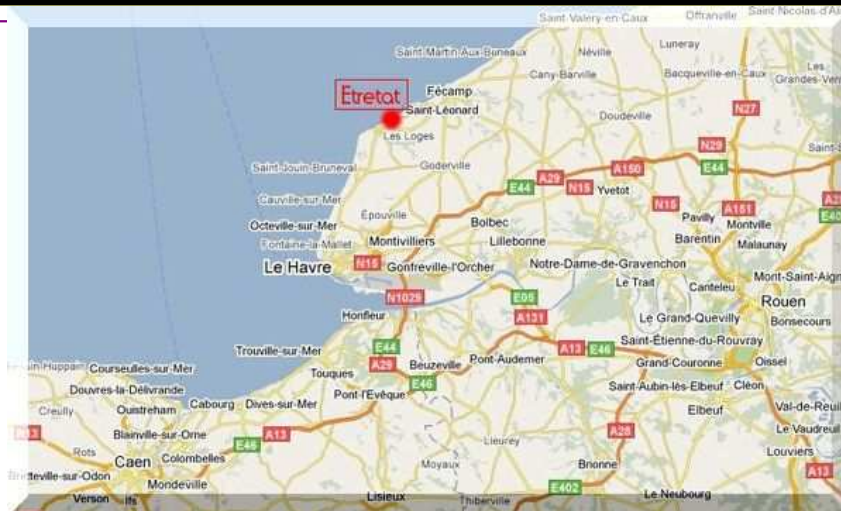 Saint-Valery-en-Caux
Offranville
Saint-Nicolas-d'Al
Saint Martin Aux Buneaux
Néville
Luneray
Cany-Barville
Bacqueville-en-Caux
Les
Grandes-Ven
Etretat
Fécamp
Saint-Léonard
Doudeville
N27
Les Loges
N29
Saint-S
Saint-Jouin-Bruneval
Goderville
A29
A150
E44
E44
N15
Yvetot
Cauville-sur-Mer
N15
A151
Épouville
Pavilly
Octeville-sur-Mer
Bolbec
Montville
Fontaine-la-Mallet
Montivilliers
Lillebonne
Barentin
Malaunay
Le Havre
N15
Gonfreville-l'Orcher
Notre-Dame-de-Gravenchon
Mont-Saint-Aign
Le Trait
Canteleu
N1029
E05
Rouen
Honfleur
A131
Le Grand-Quevilly
Bonsecours
Trouville-sur-Mer
E44
A13
E46
Saint-Étienne-du-Rouvray
Courseulles-sur-Mer
A29
Beuzeville
Pont-Audemer
Grand-Couronne
Oissel
Touques
E46
Douvres-la-Délivrande
Pont-l'Évêque
Saint-Aubin-lès-Elbeuf
Cléon
Creully
Ouistreham
Cabourg
Dives-sur-Mer
Elbeuf
Val-de-Reuil
A13
Blainville-sur-Orne
E46
A13
A28
Le Vaudreuil
Rots
Colombelles
Lieurey
Louviers
Caen
Moyaux
Brionne
A13
Bretteville-sur-Odon
Mondeville
E402
Verson
Ifs
Lisieux
Thiberville
Le Neubourg